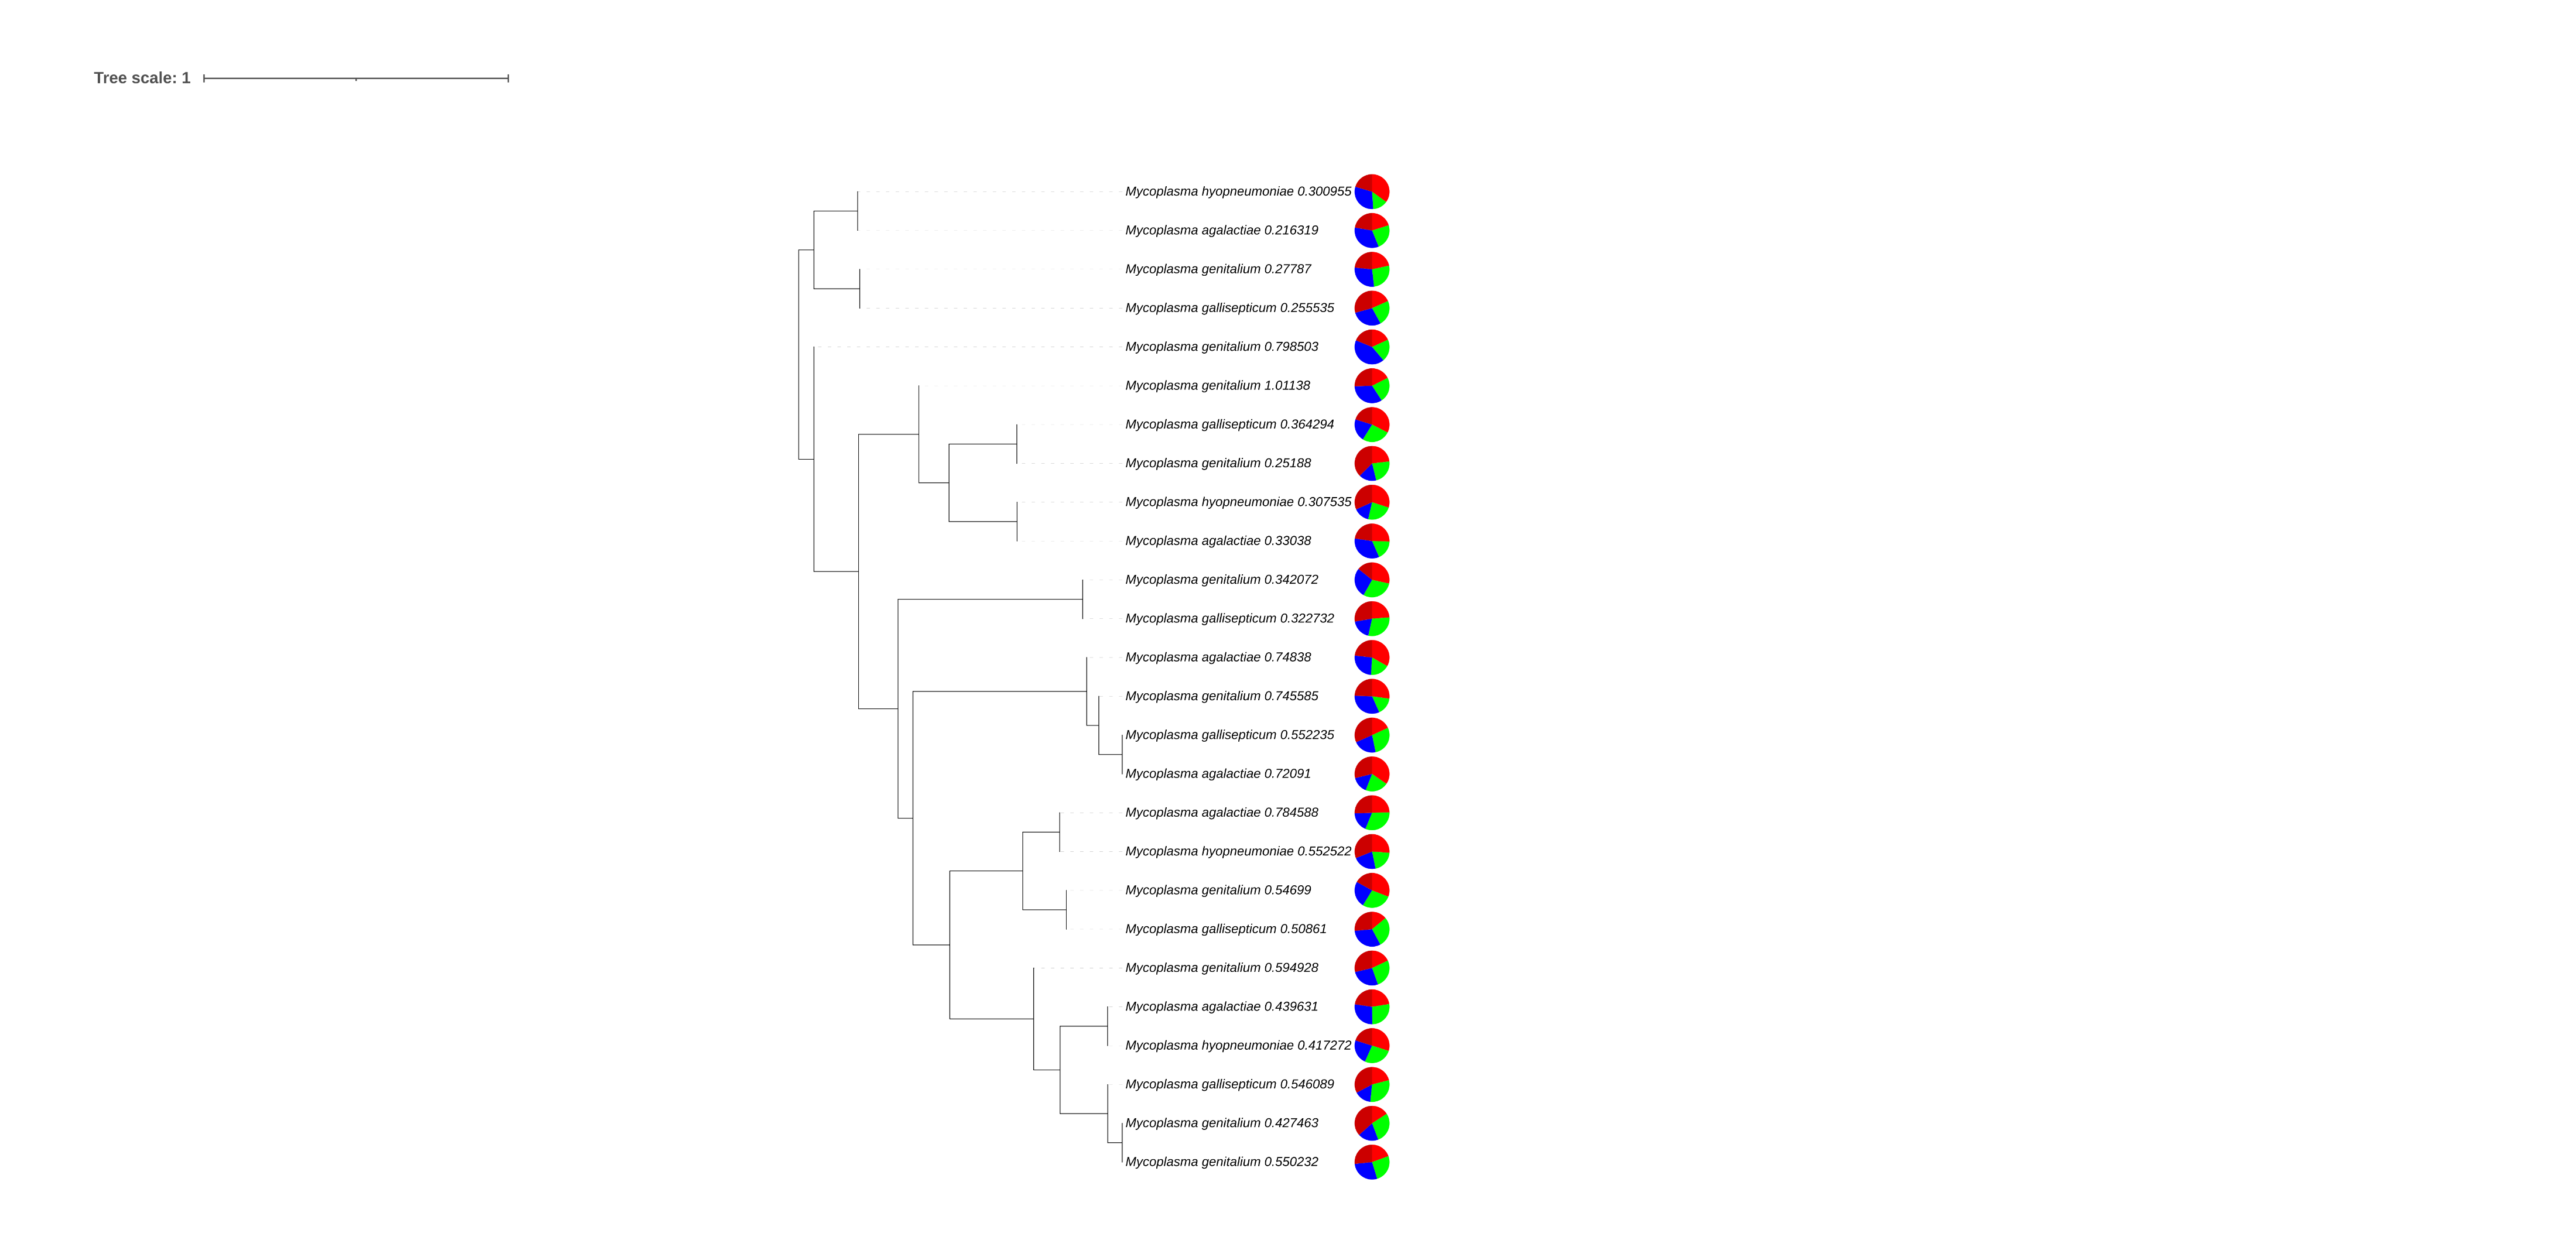 Tree scale: 1
Mycoplasma hyopneumoniae 0.300955
Mycoplasma agalactiae 0.216319
Mycoplasma genitalium 0.27787
Mycoplasma gallisepticum 0.255535
Mycoplasma genitalium 0.798503
Mycoplasma genitalium 1.01138
Mycoplasma gallisepticum 0.364294
Mycoplasma genitalium 0.25188
Mycoplasma hyopneumoniae 0.307535
Mycoplasma agalactiae 0.33038
Mycoplasma genitalium 0.342072
Mycoplasma gallisepticum 0.322732
Mycoplasma agalactiae 0.74838
Mycoplasma genitalium 0.745585
Mycoplasma gallisepticum 0.552235
Mycoplasma agalactiae 0.72091
Mycoplasma agalactiae 0.784588
Mycoplasma hyopneumoniae 0.552522
Mycoplasma genitalium 0.54699
Mycoplasma gallisepticum 0.50861
Mycoplasma genitalium 0.594928
Mycoplasma agalactiae 0.439631
Mycoplasma hyopneumoniae 0.417272
Mycoplasma gallisepticum 0.546089
Mycoplasma genitalium 0.427463
Mycoplasma genitalium 0.550232